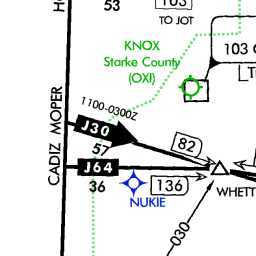 53
103
TO JOT
KNOX
Starke County
(OXI)
103
CADIZ MOPER
1100-0300Z
J30
57
82
J64
36
NUKIE
136
WHETT
030